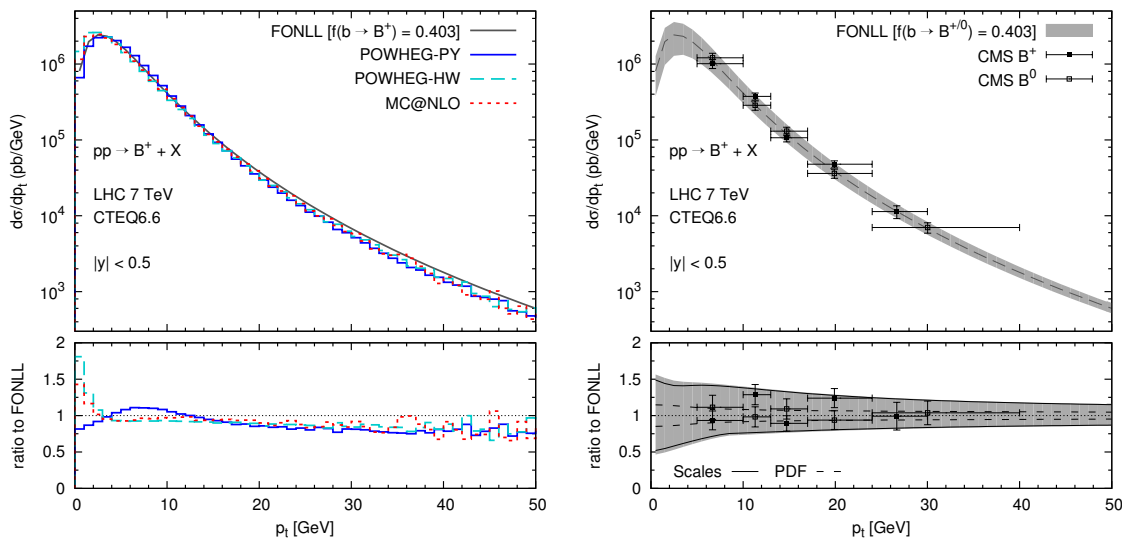 FONLL [f(b → B⁺) = 0.403]
POWHEG-PY
POWHEG-HW
MC@NLO
pp → B⁺ + X
LHC 7 TeV
CTEQ6.6
|y| < 0.5
dσ/dpₜ (pb/GeV)
10⁶
10⁵
10⁴
10³
ratio to FONLL
2
1.5
1
0.5
0
0 10 20 30 40 50
pₜ [GeV]
FONLL [f(b → B⁺/⁰) = 0.403]
CMS B⁺
CMS B⁰
pp → B⁺ + X
LHC 7 TeV
CTEQ6.6
|y| < 0.5
dσ/dpₜ (pb/GeV)
10⁶
10⁵
10⁴
10³
ratio to FONLL
2
1.5
1
0.5
0
Scales PDF
0 10 20 30 40 50
pₜ [GeV]